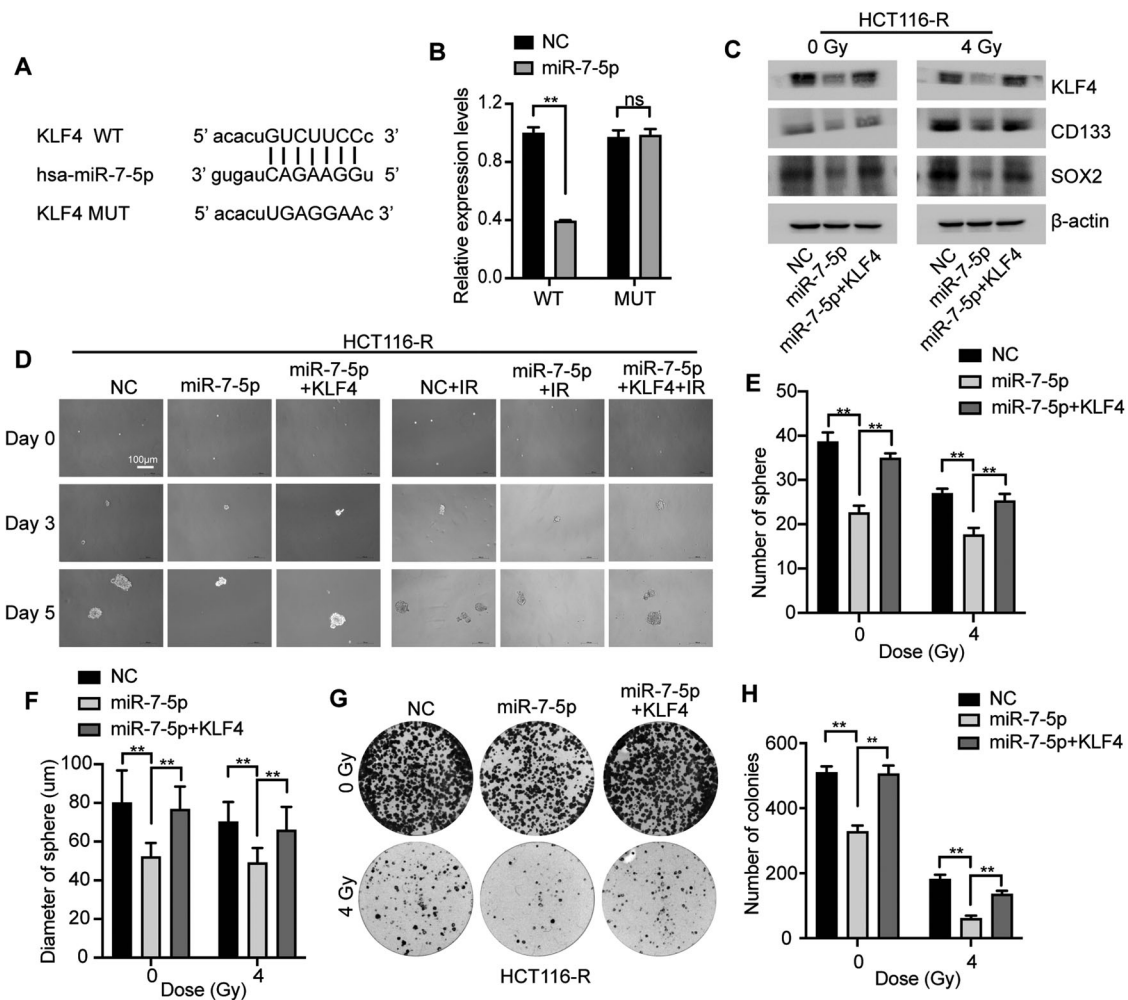 A
KLF4 WT 5' acacuGUCUUCCc 3'
hsa-miR-7-5p 3' gugauCAGAAGGu 5'
KLF4 MUT 5' acacuUGAGGAAc 3'
B
NC
miR-7-5p
Relative expression levels
1.2
0.8
0.4
0.0
**
ns
WT MUT
C
HCT116-R
0 Gy 4 Gy
KLF4
CD133
SOX2
β-actin
NC miR-7-5p miR-7-5p+KLF4 NC miR-7-5p miR-7-5p+KLF4
D
HCT116-R
NC miR-7-5p miR-7-5p +KLF4 NC+IR miR-7-5p +IR miR-7-5p +KLF4+IR
Day 0
100μm
Day 3
Day 5
E
NC
miR-7-5p
miR-7-5p+KLF4
Number of sphere
50
40
30
20
10
0
** ** ** **
0 4
Dose (Gy)
F
NC
miR-7-5p
miR-7-5p+KLF4
Diameter of sphere (um)
100
80
60
40
20
0
** ** ** **
0 4
Dose (Gy)
G
NC miR-7-5p miR-7-5p +KLF4
0 Gy
4 Gy
HCT116-R
H
NC
miR-7-5p
miR-7-5p+KLF4
Number of colonies
600
400
200
0
** ** ** **
0 4
Dose (Gy)